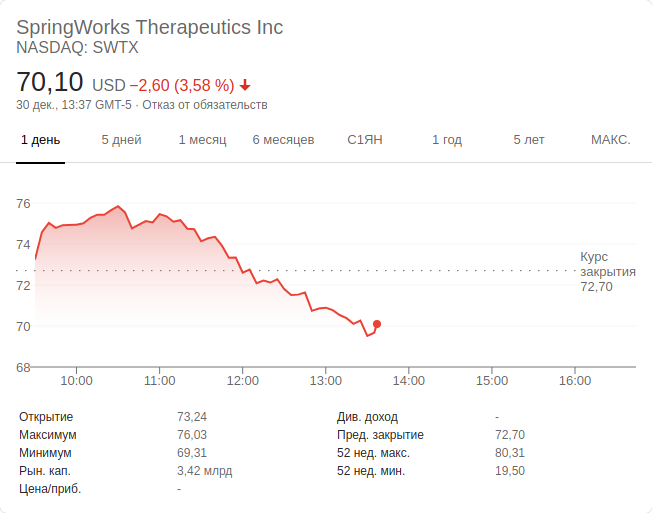 SpringWorks Therapeutics Inc
NASDAQ: SWTX
70,10 USD −2,60 (3,58 %)
30 дек., 13:37 GMT-5 · Отказ от обязательств
1 день 5 дней 1 месяц 6 месяцев С1ЯН 1 год 5 лет МАКС.
76
74
72
70
68
Курс
закрытия
72,70
10:00 11:00 12:00 13:00 14:00 15:00 16:00
Открытие 73,24 Див. доход -
Максимум 76,03 Пред. закрытие 72,70
Минимум 69,31 52 нед. макс. 80,31
Рын. кап. 3,42 млрд 52 нед. мин. 19,50
Цена/приб. -